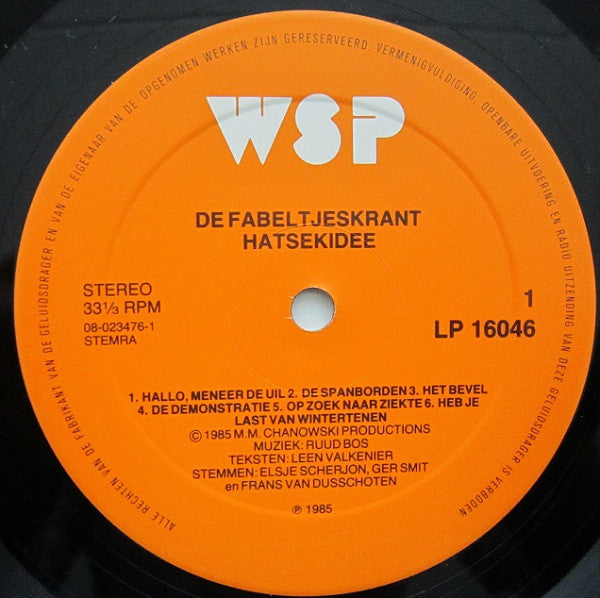 ALLE RECHTEN VAN DE FABRIKANT VAN DE GELUIDSDRAGER EN VAN DE EIGENAAR VAN DE OPGENOMEN WERKEN ZIJN GERESERVEERD. VERMENIGVULDIGING, OPENBARE UITVOERING EN RADIO UITZENDING VAN DEZE GELUIDSDRAGER IS VERBODEN
WSP
DE FABELTJESKRANT
HATSEKIDEE
STEREO
33⅓ RPM
08-023476-1
STEMRA
1
LP 16046
1. HALLO, MENEER DE UIL 2. DE SPANBORDEN 3. HET BEVEL
4. DE DEMONSTRATIE 5. OP ZOEK NAAR ZIEKTE 6. HEB JE
LAST VAN WINTERTENEN
© 1985 M.M. CHANOWSKI PRODUCTIONS
MUZIEK: RUUD BOS
TEKSTEN: LEEN VALKENIER
STEMMEN: ELSJE SCHERJON, GER SMIT
en FRANS VAN DUSSCHOTEN
℗ 1985